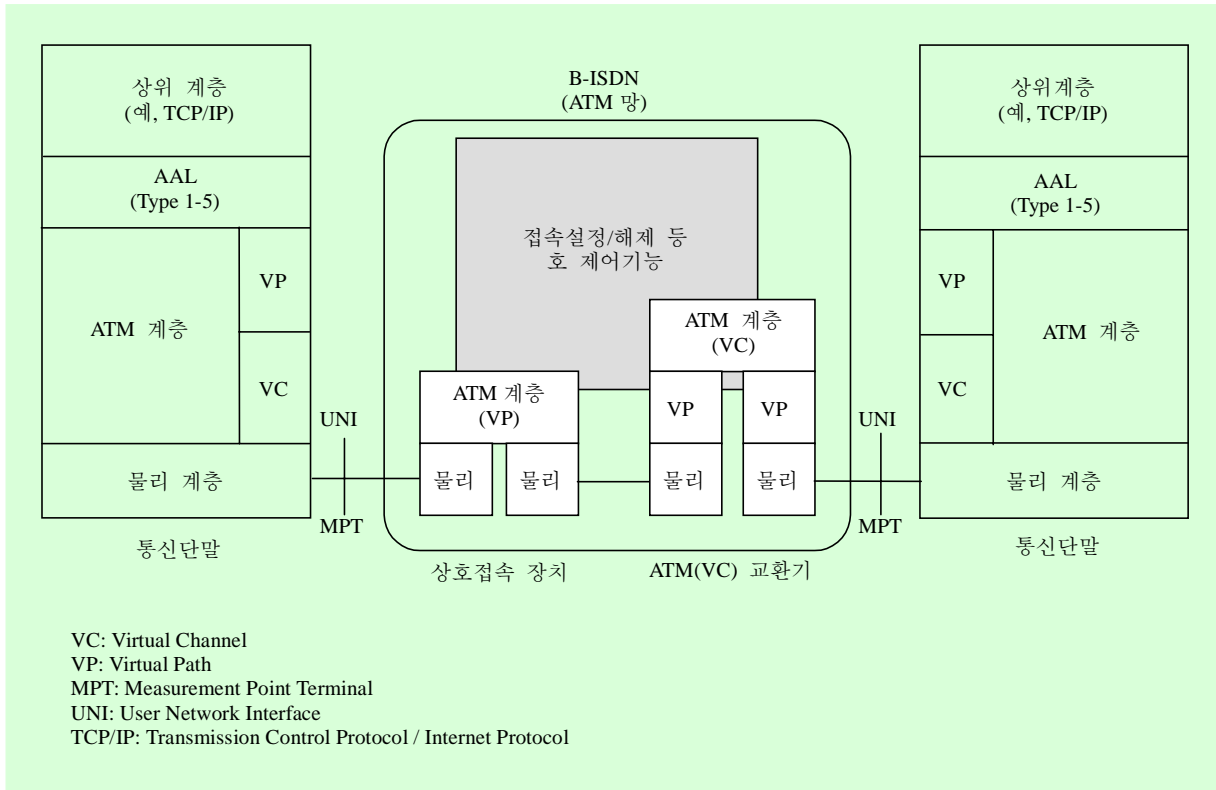 상위 계층
(예, TCP/IP)
AAL
(Type 1-5)
ATM 계층
VP
VC
물리 계층
통신단말
UNI
MPT
B-ISDN
(ATM 망)
접속설정/해제 등
호 제어기능
ATM 계층
(VP)
물리
물리
ATM 계층
(VC)
VP
VP
물리
물리
상호접속 장치
ATM(VC) 교환기
UNI
MPT
상위계층
(예, TCP/IP)
AAL
(Type 1-5)
VP
VC
ATM 계층
물리 계층
통신단말
VC: Virtual Channel
VP: Virtual Path
MPT: Measurement Point Terminal
UNI: User Network Interface
TCP/IP: Transmission Control Protocol / Internet Protocol